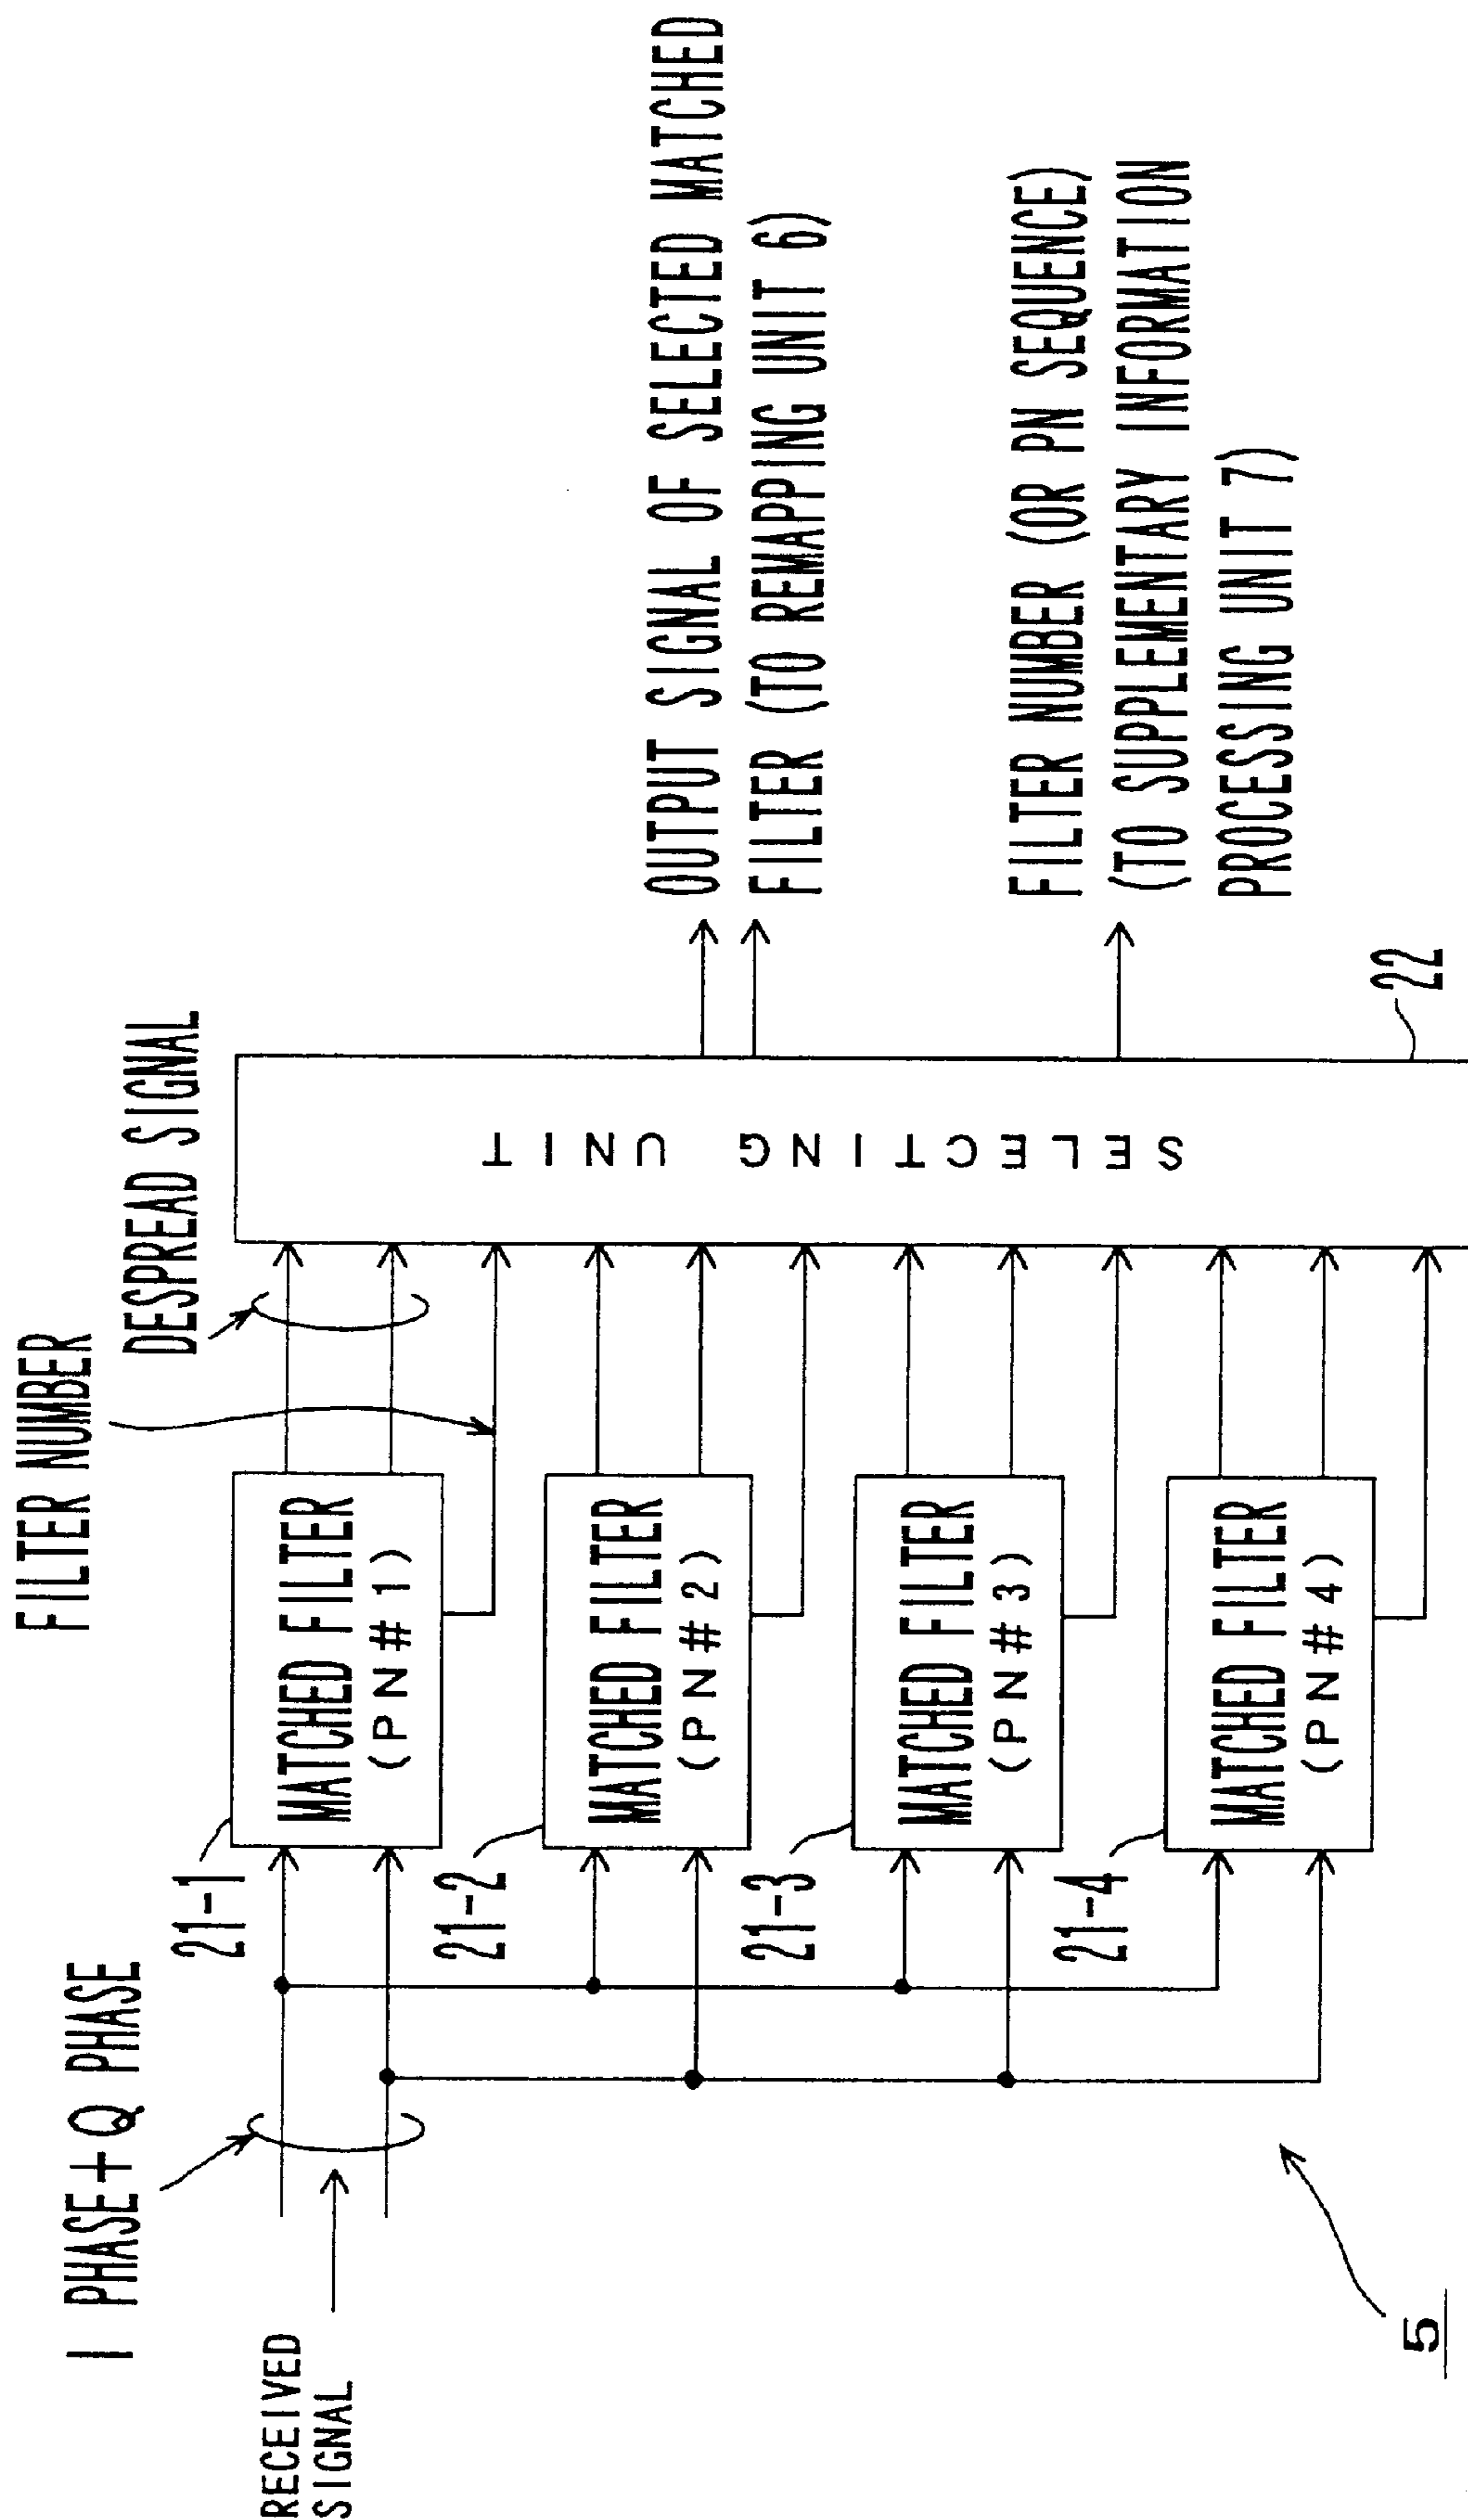 FILTER NUMBER
DESPREAD SIGNAL
I PHASE+Q PHASE
RECEIVED
SIGNAL
21-1
MATCHED FILTER
(PN#1)
21-2
MATCHED FILTER
(PN#2)
21-3
MATCHED FILTER
(PN#3)
21-4
MATCHED FILTER
(PN#4)
SELECTING UNIT
OUTPUT SIGNAL OF SELECTED MATCHED
FILTER (TO REMAPPING UNIT 6)
FILTER NUMBER (OR PN SEQUENCE)
(TO SUPPLEMENTARY INFORMATION
PROCESSING UNIT 7)
22
5